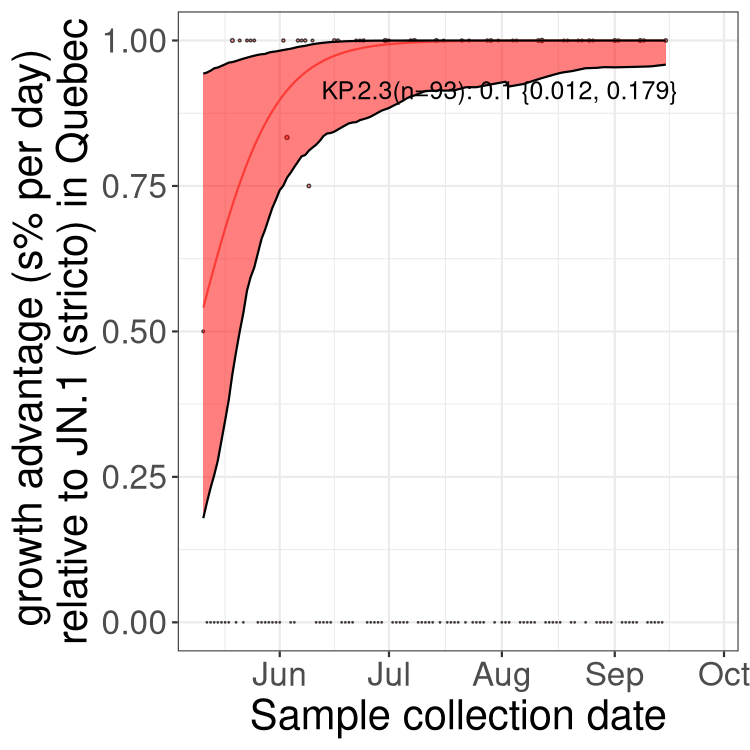 growth advantage (s% per day)
relative to JN.1 (stricto) in Quebec
1.00
0.75
0.50
0.25
0.00
KP.2.3(n=93): 0.1 {0.012, 0.179}
Jun Jul Aug Sep Oct
Sample collection date